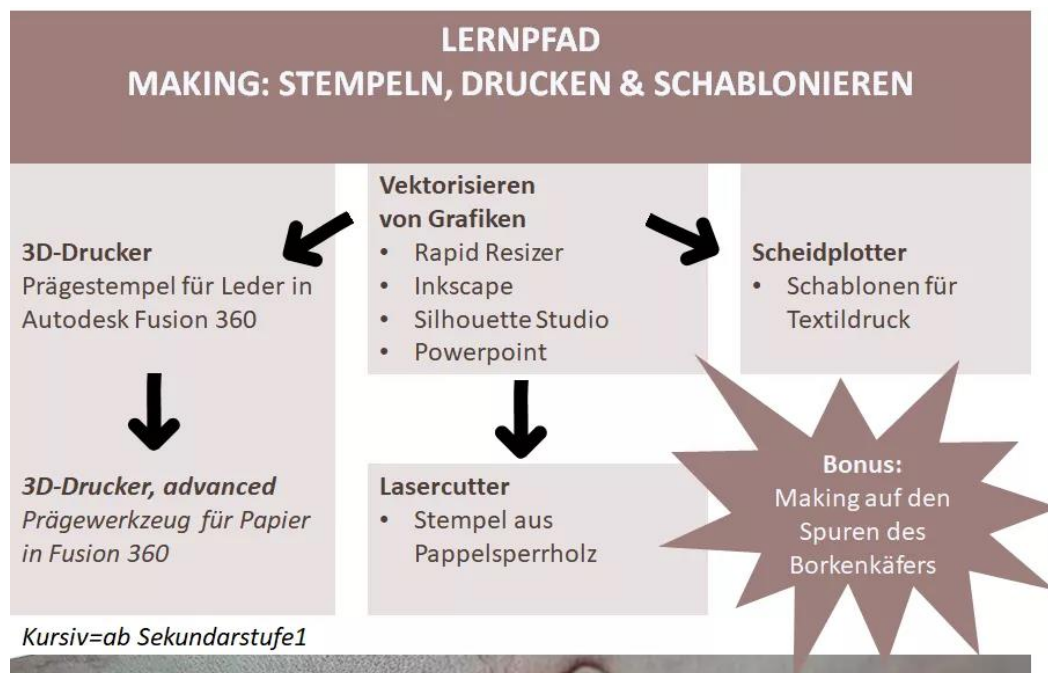 LERNPFAD
MAKING: STEMPELN, DRUCKEN & SCHABLONIEREN
3D-Drucker
Prägestempel für Leder in
Autodesk Fusion 360
Vektorisieren
von Grafiken
• Rapid Resizer
• Inkscape
• Silhouette Studio
• Powerpoint
Scheidplotter
• Schablonen für
Textildruck
3D-Drucker, advanced
Prägewerkzeug für Papier
in Fusion 360
Lasercutter
• Stempel aus
Pappelsperrholz
Bonus:
Making auf den
Spuren des
Borkenkäfers
Kursiv=ab Sekundarstufe1